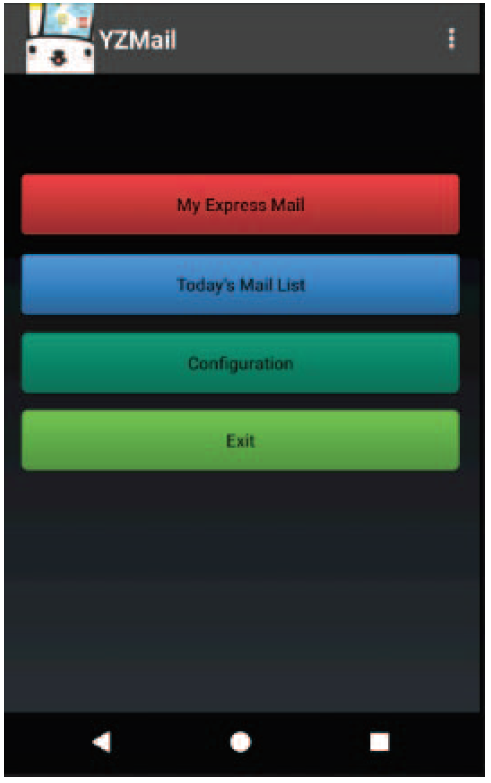 YZMail
My Express Mail
Today's Mail List
Configuration
Exit